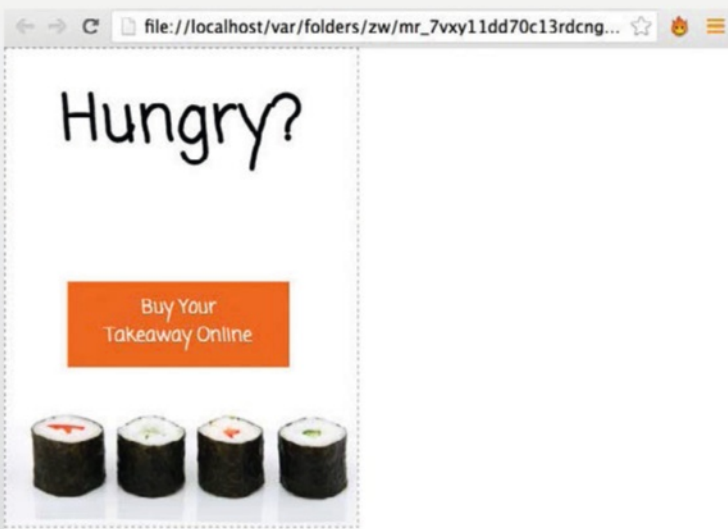 file://localhost/var/folders/zw/mr_7vxy11dd70c13rdcng...
Hungry?
Buy Your
Takeaway Online